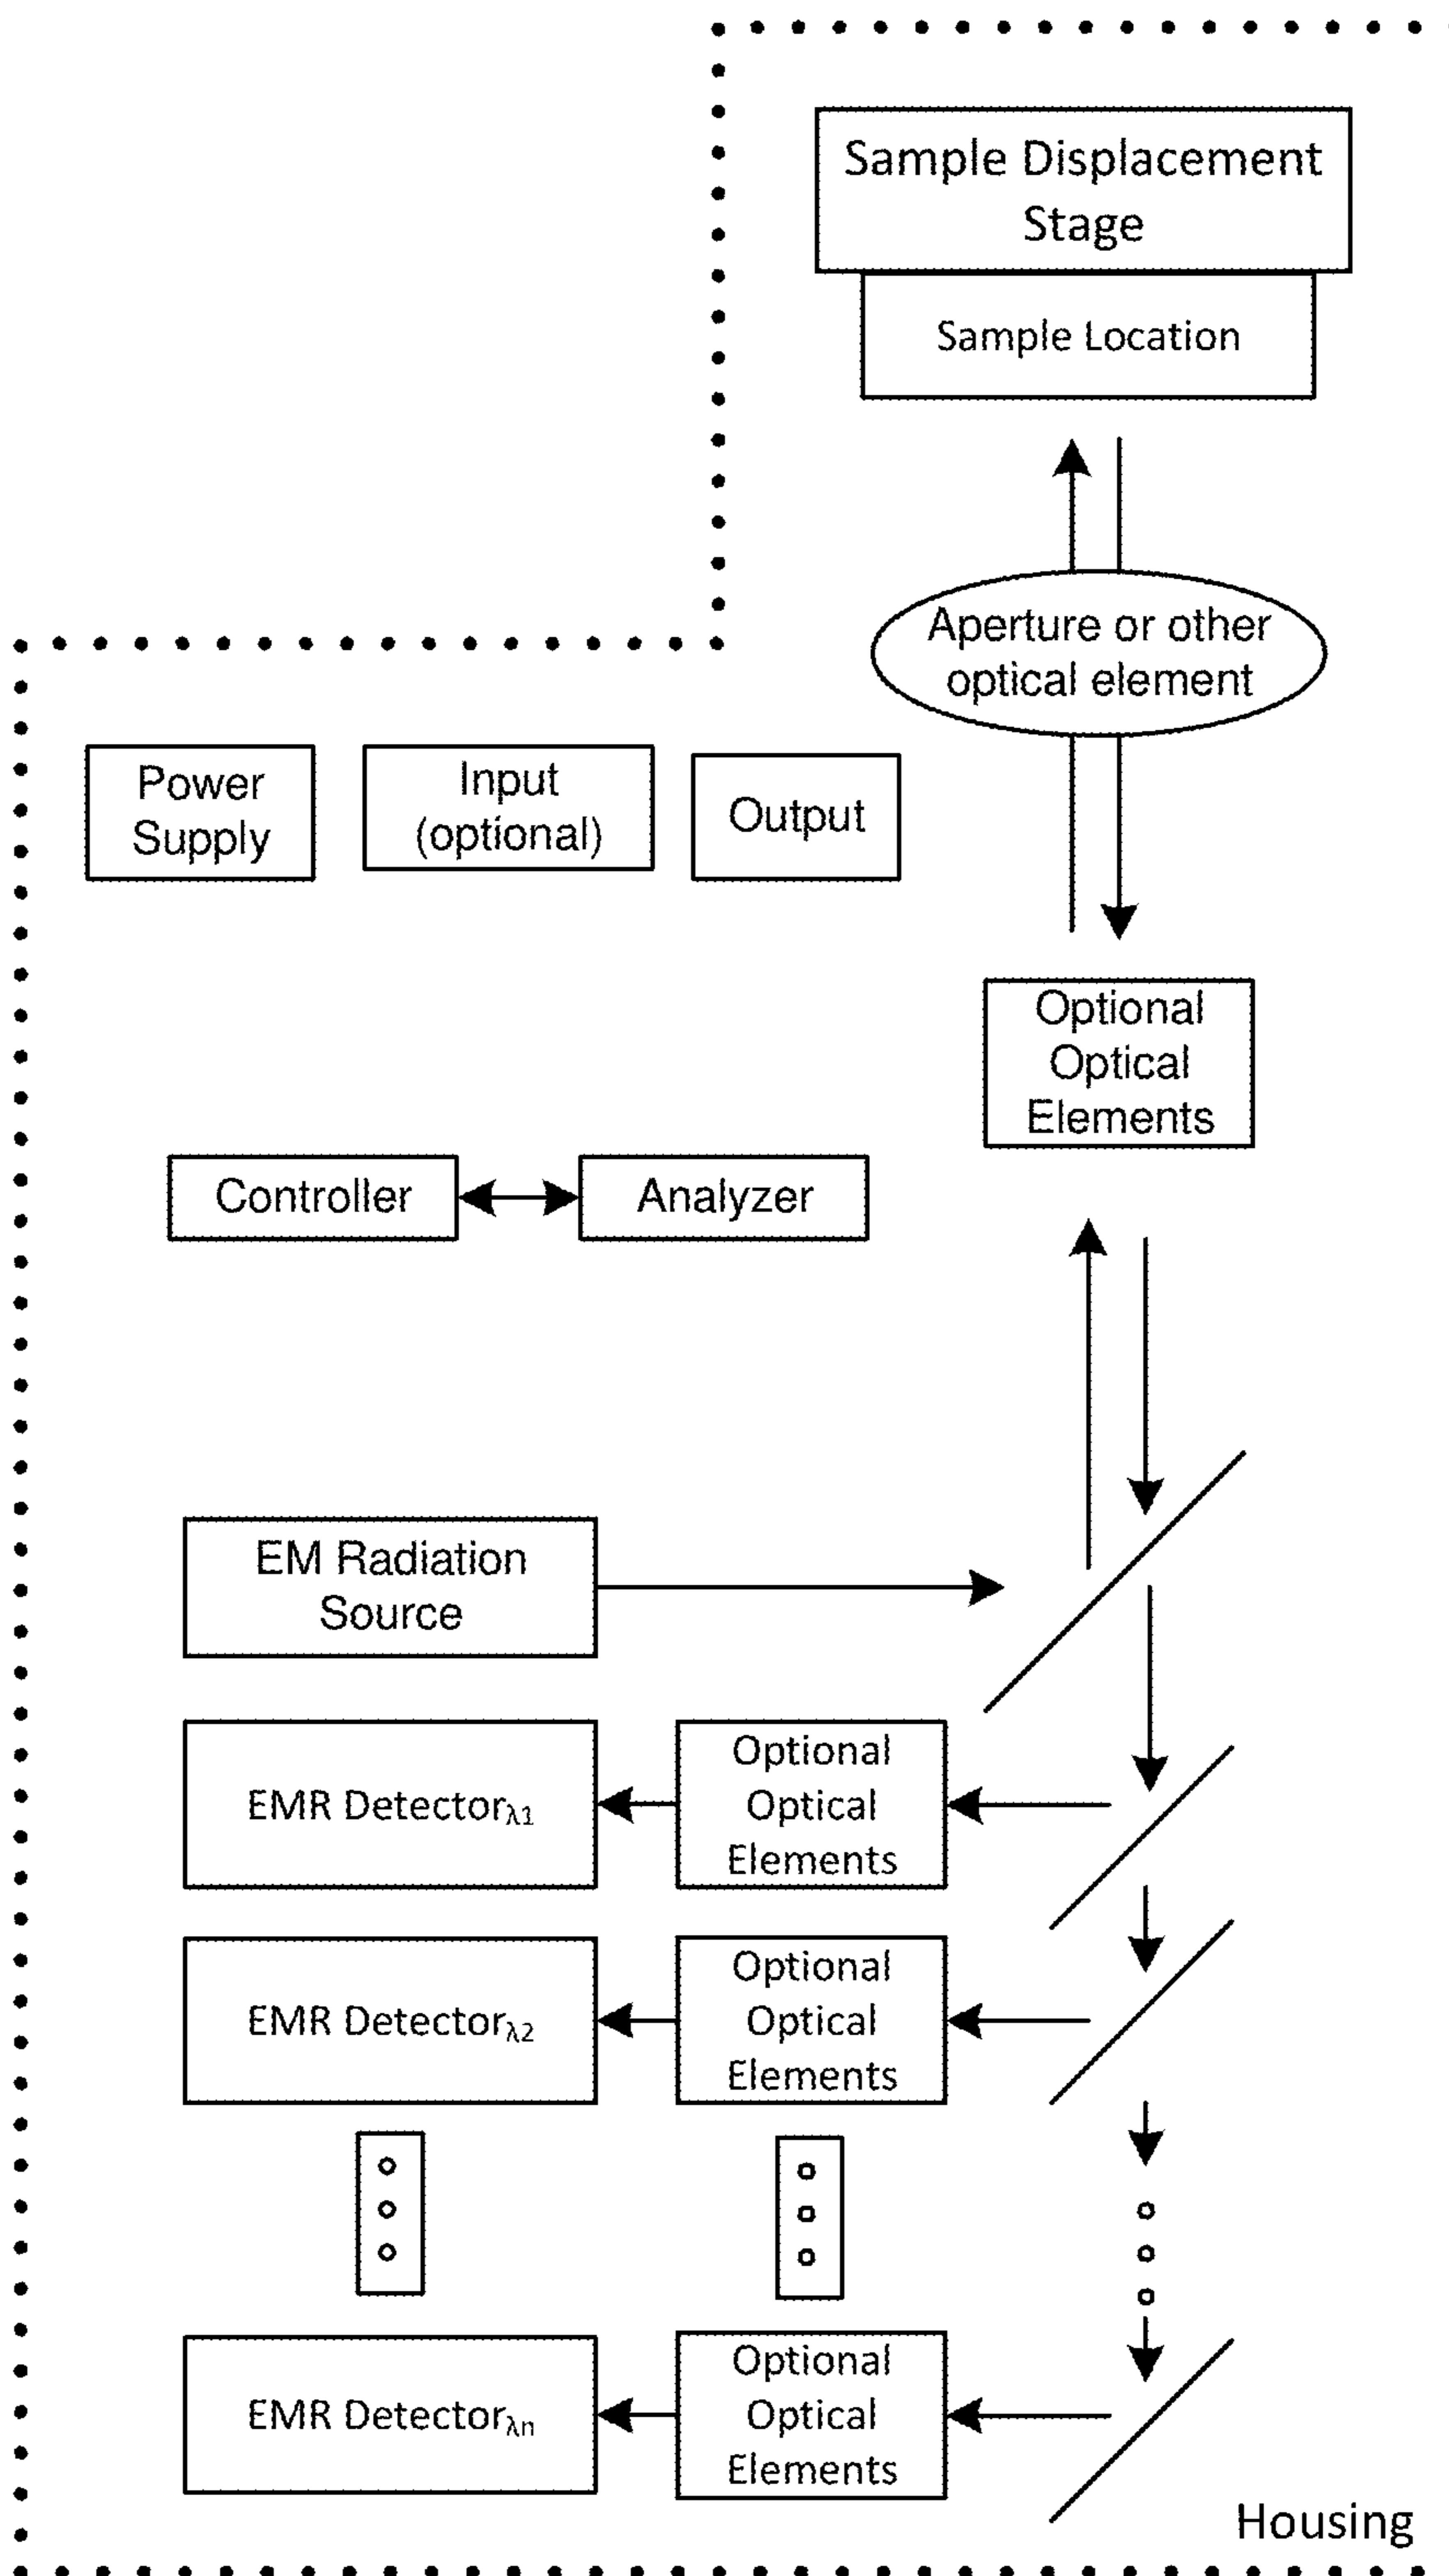 Sample Displacement
Stage
Sample Location
Aperture or other
optical element
Power
Supply
Input
(optional)
Output
Optional
Optical
Elements
Controller
Analyzer
EM Radiation
Source
EMR Detectorλ1
Optional
Optical
Elements
EMR Detectorλ2
Optional
Optical
Elements
EMR Detectorλn
Optional
Optical
Elements
Housing